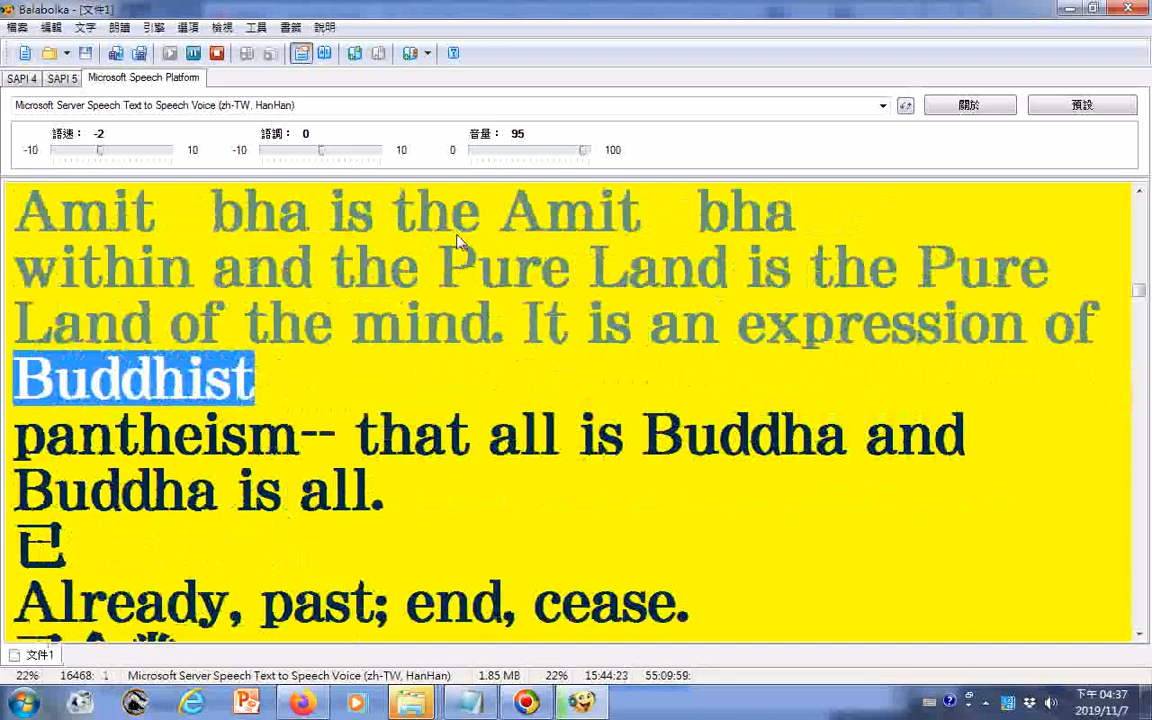 Balabolka - [文件1]
檔案 編輯 文字 朗讀 引擎 選項 檢視 工具 書籤 說明
SAPI 4 SAPI 5 Microsoft Speech Platform
Microsoft Server Speech Text to Speech Voice (zh-TW, HanHan) 關於 預設
語速： -2 語調： 0 音量： 95
-10 10 -10 10 0 100
Amit bha is the Amit bha
within and the Pure Land is the Pure
Land of the mind. It is an expression of
Buddhist
pantheism-- that all is Buddha and
Buddha is all.
已
Already, past; end, cease.
文件1
22% 16468: 1 Microsoft Server Speech Text to Speech Voice (zh-TW, HanHan) 1.85 MB 22% 15:44:23 55:09:59:
下午 04:37
2019/11/7